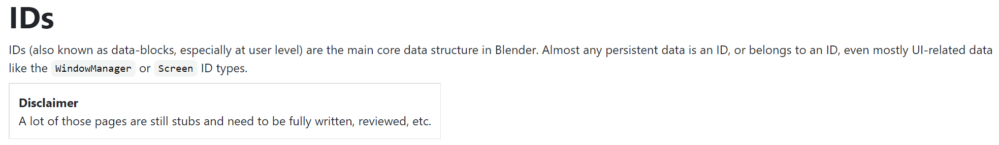 IDs
IDs (also known as data-blocks, especially at user level) are the main core data structure in Blender. Almost any persistent data is an ID, or belongs to an ID, even mostly UI-related data
like the WindowManager or Screen ID types.
Disclaimer
A lot of those pages are still stubs and need to be fully written, reviewed, etc.